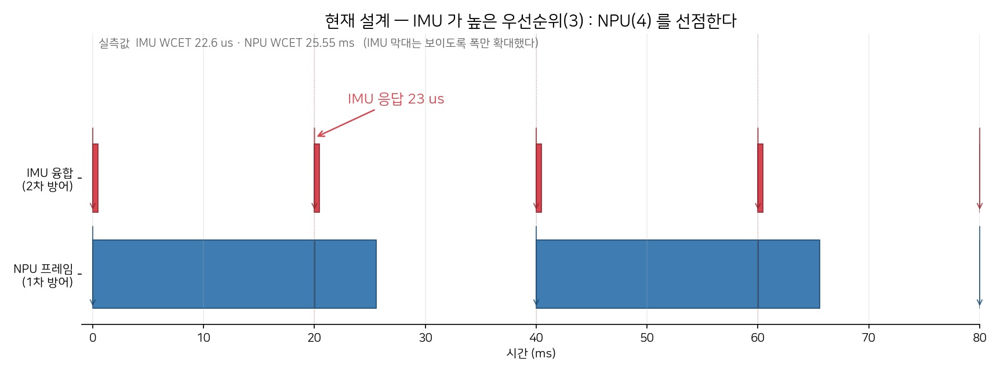 현재 설계 — IMU 가 높은 우선순위(3) : NPU(4) 를 선점한다
실측값  IMU WCET 22.6 us · NPU WCET 25.55 ms   (IMU 막대는 보이도록 폭만 확대했다)
IMU 응답 23 us
IMU 융합
(2차 방어)
NPU 프레임
(1차 방어)
0 10 20 30 40 50 60 70 80
시간 (ms)